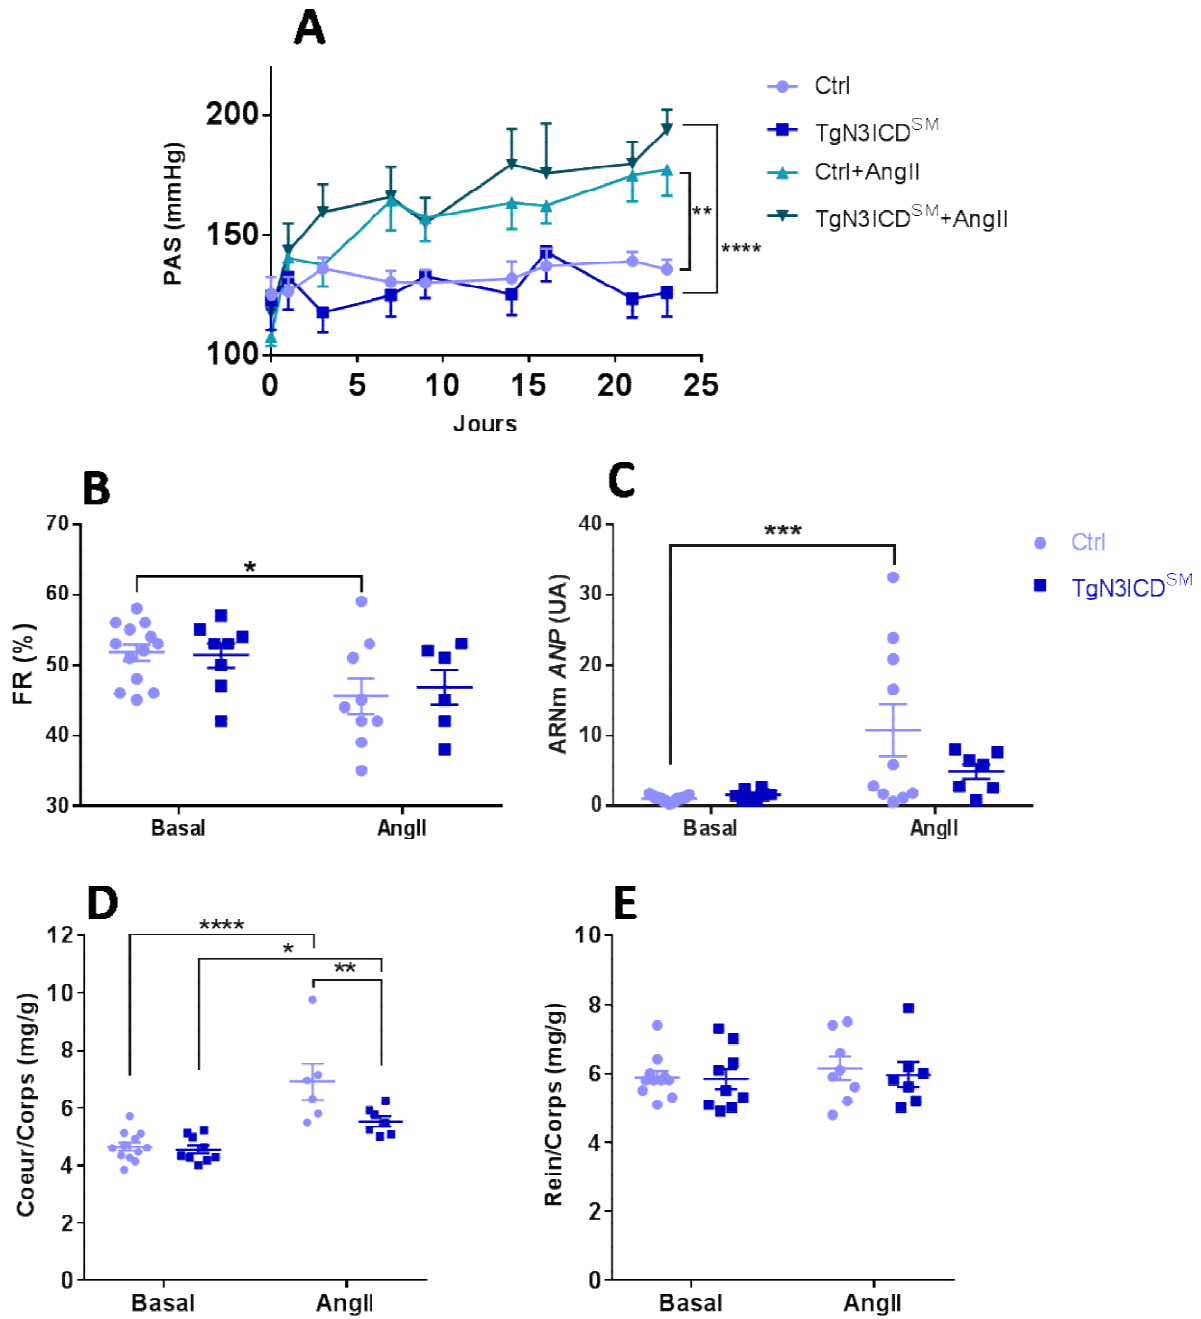 A
PAS (mmHg)
200
150
100
0 5 10 15 20 25
Jours
**
****
Ctrl
TgN3ICDSM
Ctrl+AngII
TgN3ICDSM+AngII
B
FR (%)
70
60
50
40
30
*
Basal AngII
C
ARNm ANP (UA)
40
30
20
10
0
***
Basal AngII
Ctrl
TgN3ICDSM
D
Coeur/Corps (mg/g)
12
10
8
6
4
2
0
****
*
**
Basal AngII
E
Rein/Corps (mg/g)
10
8
6
4
2
0
Basal AngII